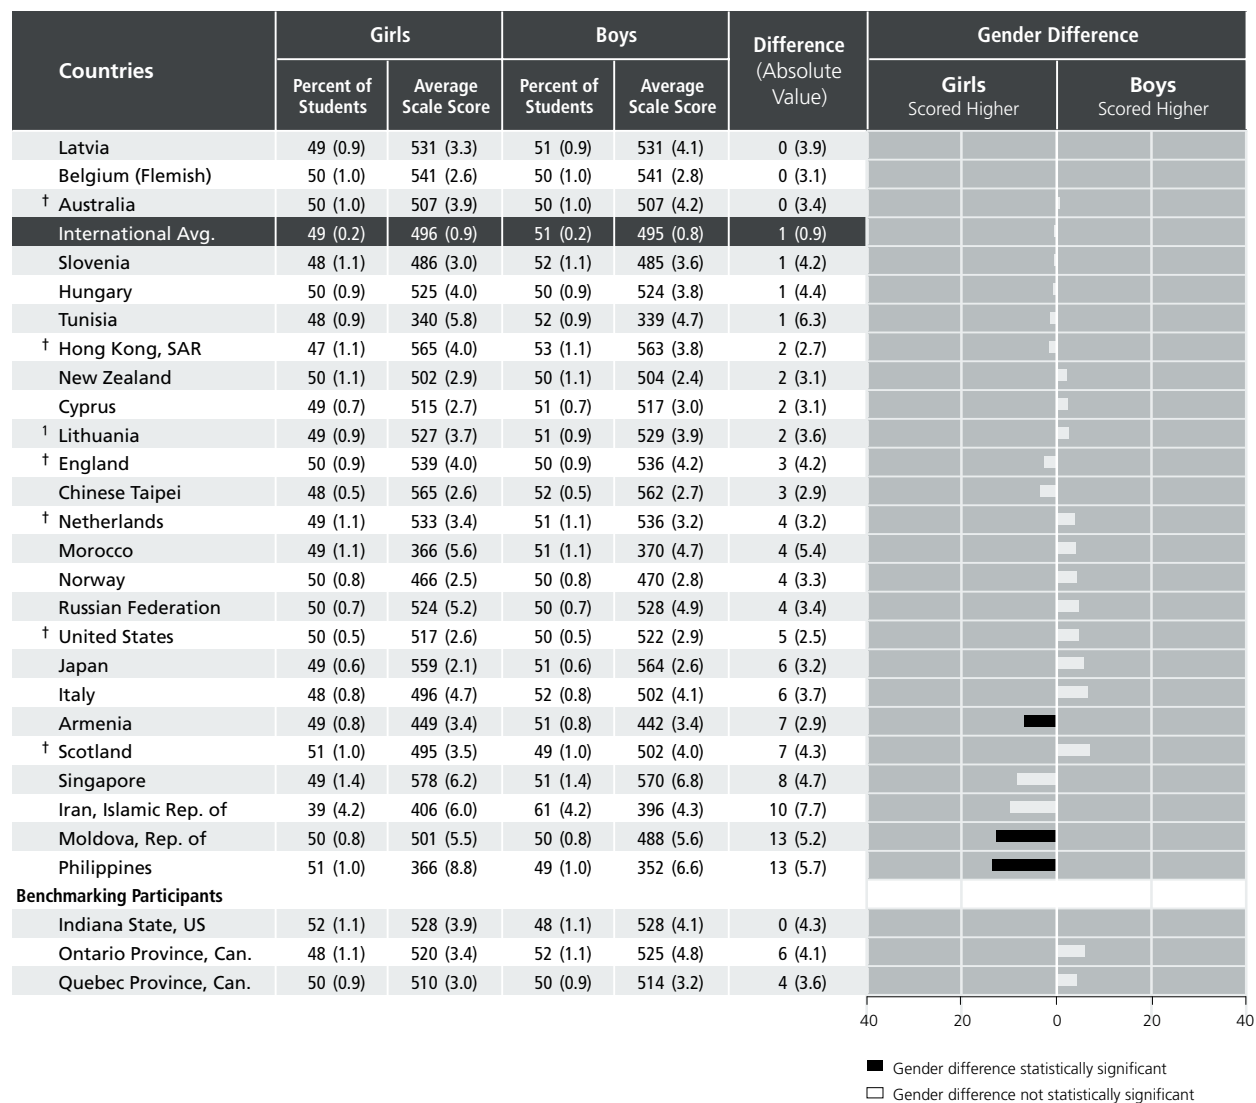 Countries Girls Boys Difference (Absolute Value) Gender Difference
Percent of Students Average Scale Score Percent of Students Average Scale Score Girls Scored Higher Boys Scored Higher
Latvia 49 (0.9) 531 (3.3) 51 (0.9) 531 (4.1) 0 (3.9)
Belgium (Flemish) 50 (1.0) 541 (2.6) 50 (1.0) 541 (2.8) 0 (3.1)
† Australia 50 (1.0) 507 (3.9) 50 (1.0) 507 (4.2) 0 (3.4)
International Avg. 49 (0.2) 496 (0.9) 51 (0.2) 495 (0.8) 1 (0.9)
Slovenia 48 (1.1) 486 (3.0) 52 (1.1) 485 (3.6) 1 (4.2)
Hungary 50 (0.9) 525 (4.0) 50 (0.9) 524 (3.8) 1 (4.4)
Tunisia 48 (0.9) 340 (5.8) 52 (0.9) 339 (4.7) 1 (6.3)
† Hong Kong, SAR 47 (1.1) 565 (4.0) 53 (1.1) 563 (3.8) 2 (2.7)
New Zealand 50 (1.1) 502 (2.9) 50 (1.1) 504 (2.4) 2 (3.1)
Cyprus 49 (0.7) 515 (2.7) 51 (0.7) 517 (3.0) 2 (3.1)
1 Lithuania 49 (0.9) 527 (3.7) 51 (0.9) 529 (3.9) 2 (3.6)
† England 50 (0.9) 539 (4.0) 50 (0.9) 536 (4.2) 3 (4.2)
Chinese Taipei 48 (0.5) 565 (2.6) 52 (0.5) 562 (2.7) 3 (2.9)
† Netherlands 49 (1.1) 533 (3.4) 51 (1.1) 536 (3.2) 4 (3.2)
Morocco 49 (1.1) 366 (5.6) 51 (1.1) 370 (4.7) 4 (5.4)
Norway 50 (0.8) 466 (2.5) 50 (0.8) 470 (2.8) 4 (3.3)
Russian Federation 50 (0.7) 524 (5.2) 50 (0.7) 528 (4.9) 4 (3.4)
† United States 50 (0.5) 517 (2.6) 50 (0.5) 522 (2.9) 5 (2.5)
Japan 49 (0.6) 559 (2.1) 51 (0.6) 564 (2.6) 6 (3.2)
Italy 48 (0.8) 496 (4.7) 52 (0.8) 502 (4.1) 6 (3.7)
Armenia 49 (0.8) 449 (3.4) 51 (0.8) 442 (3.4) 7 (2.9)
† Scotland 51 (1.0) 495 (3.5) 49 (1.0) 502 (4.0) 7 (4.3)
Singapore 49 (1.4) 578 (6.2) 51 (1.4) 570 (6.8) 8 (4.7)
Iran, Islamic Rep. of 39 (4.2) 406 (6.0) 61 (4.2) 396 (4.3) 10 (7.7)
Moldova, Rep. of 50 (0.8) 501 (5.5) 50 (0.8) 488 (5.6) 13 (5.2)
Philippines 51 (1.0) 366 (8.8) 49 (1.0) 352 (6.6) 13 (5.7)
Benchmarking Participants
Indiana State, US 52 (1.1) 528 (3.9) 48 (1.1) 528 (4.1) 0 (4.3)
Ontario Province, Can. 48 (1.1) 520 (3.4) 52 (1.1) 525 (4.8) 6 (4.1)
Quebec Province, Can. 50 (0.9) 510 (3.0) 50 (0.9) 514 (3.2) 4 (3.6)
40 20 0 20 40
Gender difference statistically significant
Gender difference not statistically significant